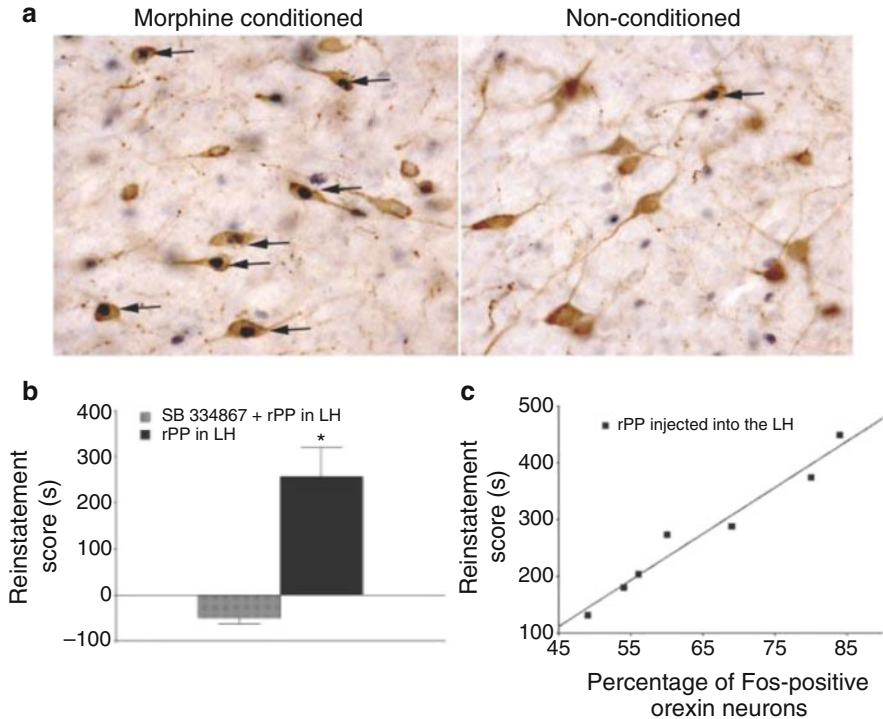 a
Morphine conditioned
Non-conditioned
b
400
300
200
100
0
–100
Reinstatement
score (s)
SB 334867 + rPP in LH
rPP in LH
*
c
500
400
300
200
100
Reinstatement
score (s)
rPP injected into the LH
45
55
65
75
85
Percentage of Fos-positive
orexin neurons